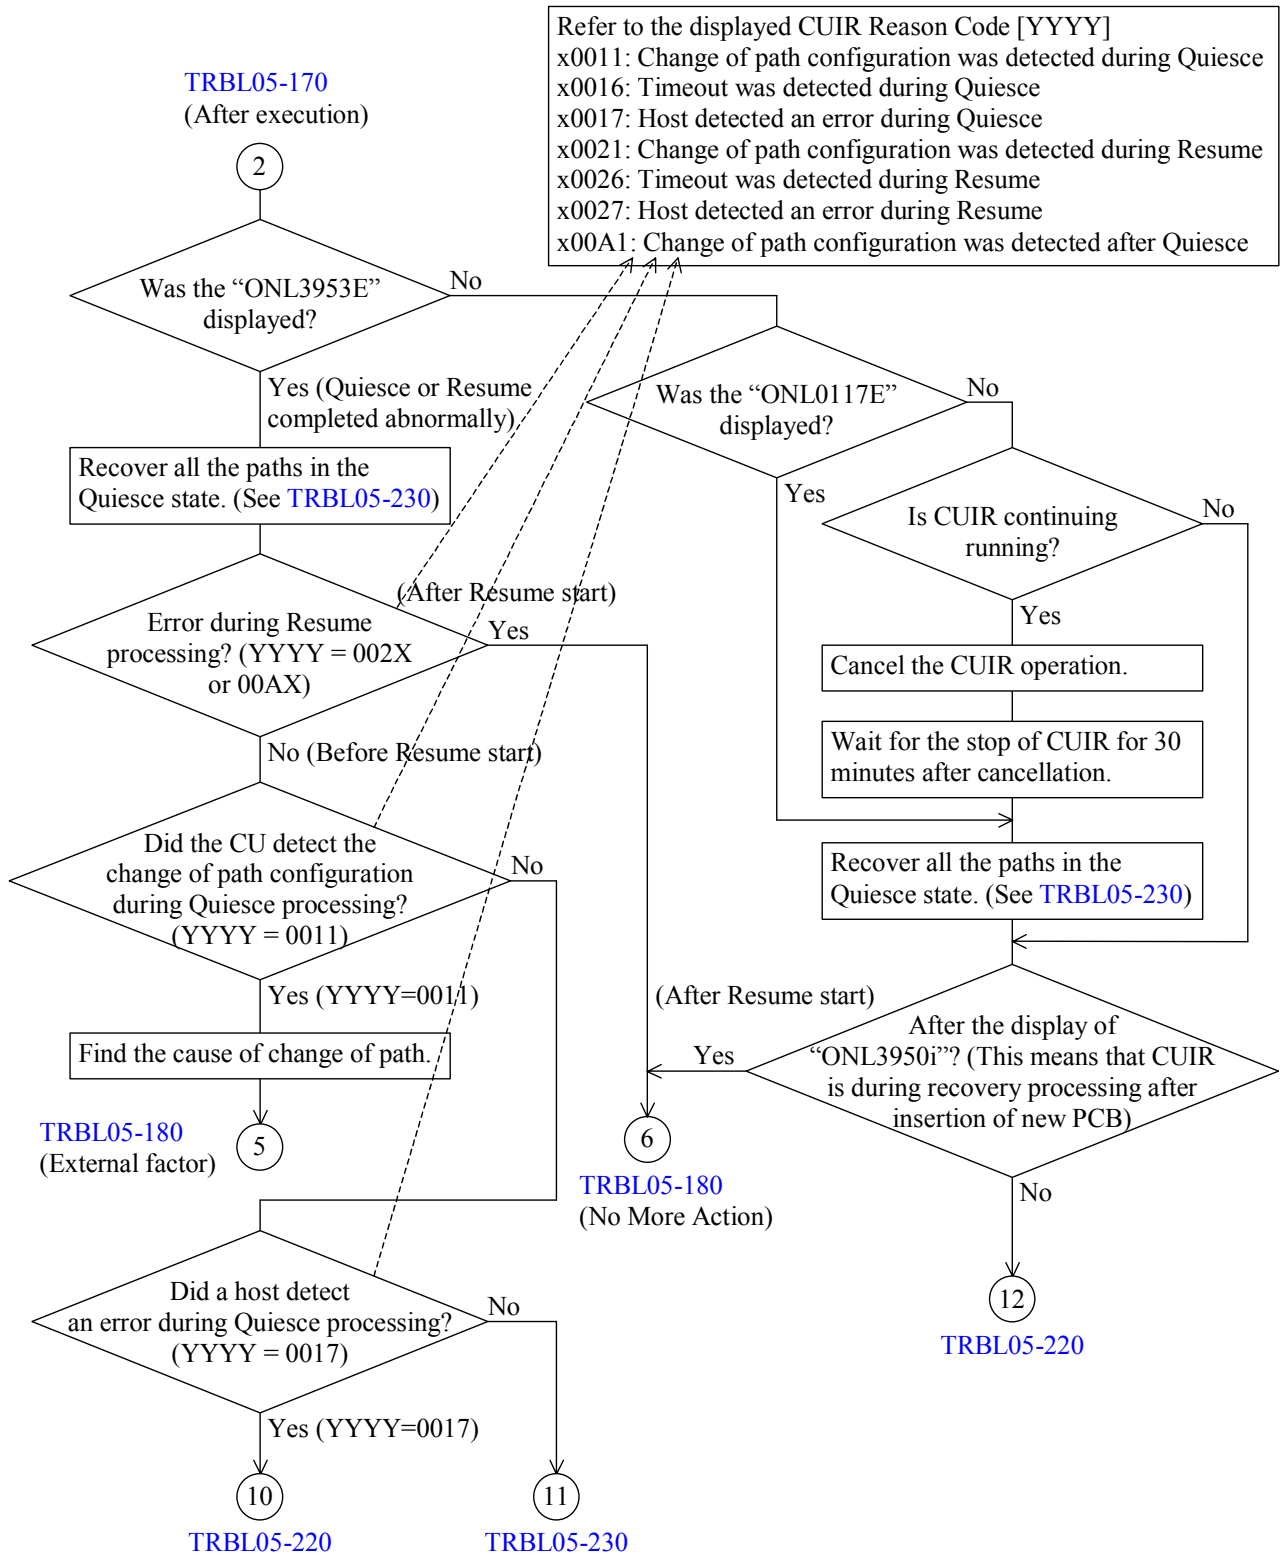 Refer to the displayed CUIR Reason Code [YYYY]
x0011: Change of path configuration was detected during Quiesce
x0016: Timeout was detected during Quiesce
x0017: Host detected an error during Quiesce
x0021: Change of path configuration was detected during Resume
x0026: Timeout was detected during Resume
x0027: Host detected an error during Resume
x00A1: Change of path configuration was detected after Quiesce
TRBL05-170
(After execution)
2
Was the “ONL3953E”
displayed?
No
Yes (Quiesce or Resume
completed abnormally)
Recover all the paths in the
Quiesce state. (See TRBL05-230)
(After Resume start)
Error during Resume
processing? (YYYY = 002X
or 00AX)
Yes
No (Before Resume start)
Did the CU detect the
change of path configuration
during Quiesce processing?
(YYYY = 0011)
No
Yes (YYYY=0011)
Find the cause of change of path.
5
TRBL05-180
(External factor)
Did a host detect
an error during Quiesce processing?
(YYYY = 0017)
No
Yes (YYYY=0017)
10
TRBL05-220
11
TRBL05-230
Was the “ONL0117E”
displayed?
No
Yes
Is CUIR continuing
running?
No
Yes
Cancel the CUIR operation.
Wait for the stop of CUIR for 30
minutes after cancellation.
Recover all the paths in the
Quiesce state. (See TRBL05-230)
(After Resume start)
After the display of
“ONL3950i”? (This means that CUIR
is during recovery processing after
insertion of new PCB)
Yes
6
TRBL05-180
(No More Action)
No
12
TRBL05-220